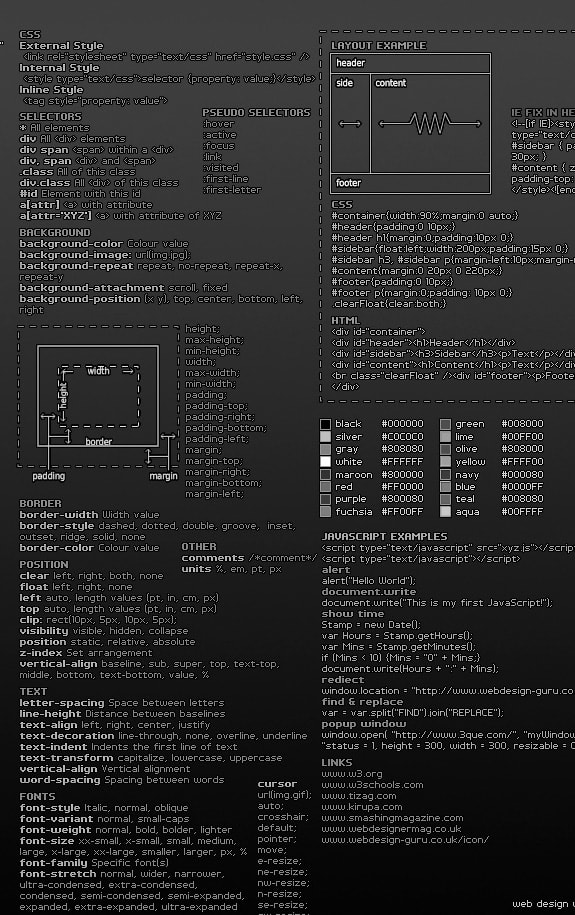 CSS
External Style
<link rel="stylesheet" type="text/css" href="style.css" />
Internal Style
<style type="text/css">selector {property: value;}</style>
Inline Style
<tag style="property: value">
SELECTORS
* All elements
div All <div> elements
div span <span> within a <div>
div, span <div> and <span>
.class All of this class
div.class All <div> of this class
#id Element with this id
a[attr] <a> with attribute
a[attr="XYZ"] <a> with attribute of XYZ
PSEUDO SELECTORS
:hover
:active
:focus
:link
:visited
:first-line
:first-letter
BACKGROUND
background-color Colour value
background-image: url(img.jpg);
background-repeat repeat, no-repeat, repeat-x,
repeat-y
background-attachment scroll, fixed
background-position (x y), top, center, bottom, left,
right
width
height
border
padding
margin
height;
max-height;
min-height;
width;
max-width;
min-width;
padding;
padding-top;
padding-right;
padding-bottom;
padding-left;
margin;
margin-top;
margin-right;
margin-bottom;
margin-left;
BORDER
border-width Width value
border-style dashed, dotted, double, groove, inset,
outset, ridge, solid, none
border-color Colour value
OTHER
comments /*comment*/
units %, em, pt, px
POSITION
clear left, right, both, none
float left, right, none
left auto, length values (pt, in, cm, px)
top auto, length values (pt, in, cm, px)
clip: rect(10px, 5px, 10px, 5px);
visibility visible, hidden, collapse
position static, relative, absolute
z-index Set arrangement
vertical-align baseline, sub, super, top, text-top,
middle, bottom, text-bottom, value, %
TEXT
letter-spacing Space between letters
line-height Distance between baselines
text-align left, right, center, justify
text-decoration line-through, none, overline, underline
text-indent Indents the first line of text
text-transform capitalize, lowercase, uppercase
vertical-align Vertical alignment
word-spacing Spacing between words
FONTS
font-style Italic, normal, oblique
font-variant normal, small-caps
font-weight normal, bold, bolder, lighter
font-size xx-small, x-small, small, medium,
large, x-large, xx-large, smaller, larger, px, %
font-family Specific font(s)
font-stretch normal, wider, narrower,
ultra-condensed, extra-condensed,
condensed, semi-condensed, semi-expanded,
expanded, extra-expanded, ultra-expanded
cursor
url(img.gif);
auto;
crosshair;
default;
pointer;
move;
e-resize;
ne-resize;
nw-resize;
n-resize;
se-resize;
LAYOUT EXAMPLE
header
side
content
footer
IE FIX IN HE
<!--[if IE]><style
type="text/c
#sidebar { pa
30px; }
#content { z
padding-top:
</style><![end
CSS
#container{width:90%;margin:0 auto;}
#header{padding:0 10px;}
#header h1{margin:0;padding:10px 0;}
#sidebar{float:left;width:200px;padding:15px 0;}
#sidebar h3, #sidebar p{margin-left:10px;margin-
#content{margin:0 20px 0 220px;}
#footer{padding:0 10px;}
#footer p{margin:0;padding: 10px 0;}
.clearFloat{clear:both;}
HTML
<div id="container">
<div id="header"><h1>Header</h1></div>
<div id="sidebar"><h3>Sidebar</h3><p>Text</p></di
<div id="content"><h1>Content</h1><p>Text</p></
<br class="clearFloat" /><div id="footer"><p>Foote
</div>
black #000000
silver #C0C0C0
gray #808080
white #FFFFFF
maroon #800000
red #FF0000
purple #800080
fuchsia #FF00FF
green #008000
lime #00FF00
olive #808000
yellow #FFFF00
navy #000080
blue #0000FF
teal #008080
aqua #00FFFF
JAVASCRIPT EXAMPLES
<script type="text/javascript" src="xyz.js"></scrip
<script type="text/javascript"></script>
alert
alert("Hello World");
document.write
document.write("This is my first JavaScript!");
show time
Stamp = new Date();
var Hours = Stamp.getHours();
var Mins = Stamp.getMinutes();
if (Mins < 10) {Mins = "0" + Mins;}
document.write(Hours + ":" + Mins);
rediect
window.location = "http://www.webdesign-guru.co
find & replace
var = var.split("FIND").join("REPLACE");
popup window
window.open( "http://www.3que.com/", "myWindow
"status = 1, height = 300, width = 300, resizable = 0
LINKS
www.w3.org
www.w3schools.com
www.tizag.com
www.kirupa.com
www.smashingmagazine.com
www.webdesignermag.co.uk
www.webdesign-guru.co.uk/icon/
web design